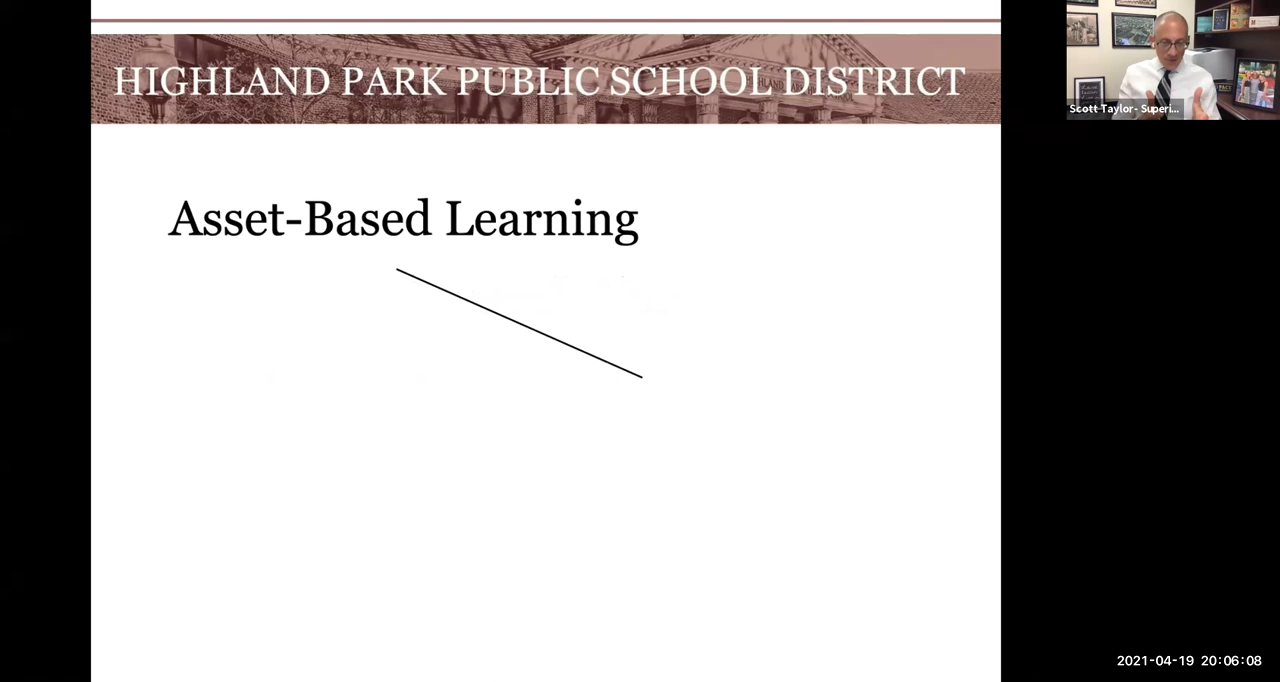 HIGHLAND PARK PUBLIC SCHOOL DISTRICT
Scott Taylor- Superi...
Asset-Based Learning
2021-04-19 20:06:08